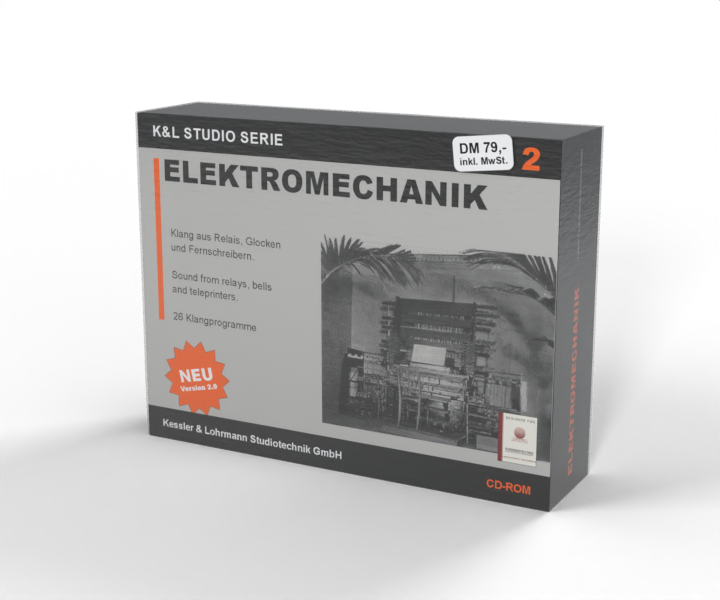 K&L STUDIO SERIE
DM 79,-
inkl. MwSt.
2
ELEKTROMECHANIK
Klang aus Relais, Glocken
und Fernschreibern.
Sound from relays, bells
and teleprinters.
26 Klangprogramme
NEU
Version 2.0
Kessler & Lohrmann Studiotechnik GmbH
CD-ROM
ELEKTROMECHANIK